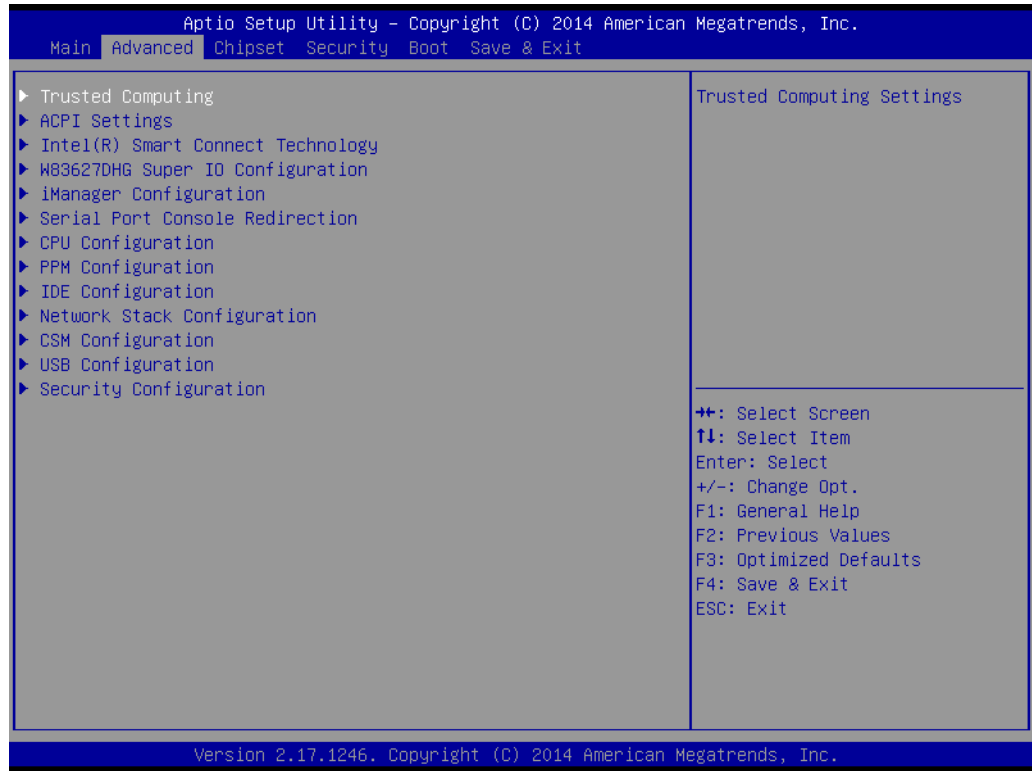 Aptio Setup Utility – Copyright (C) 2014 American Megatrends, Inc.
Main Advanced Chipset Security Boot Save & Exit
▶ Trusted Computing
▶ ACPI Settings
▶ Intel(R) Smart Connect Technology
▶ W83627DHG Super IO Configuration
▶ iManager Configuration
▶ Serial Port Console Redirection
▶ CPU Configuration
▶ PPM Configuration
▶ IDE Configuration
▶ Network Stack Configuration
▶ CSM Configuration
▶ USB Configuration
▶ Security Configuration
Trusted Computing Settings
→←: Select Screen
↑↓: Select Item
Enter: Select
+/-: Change Opt.
F1: General Help
F2: Previous Values
F3: Optimized Defaults
F4: Save & Exit
ESC: Exit
Version 2.17.1246. Copyright (C) 2014 American Megatrends, Inc.